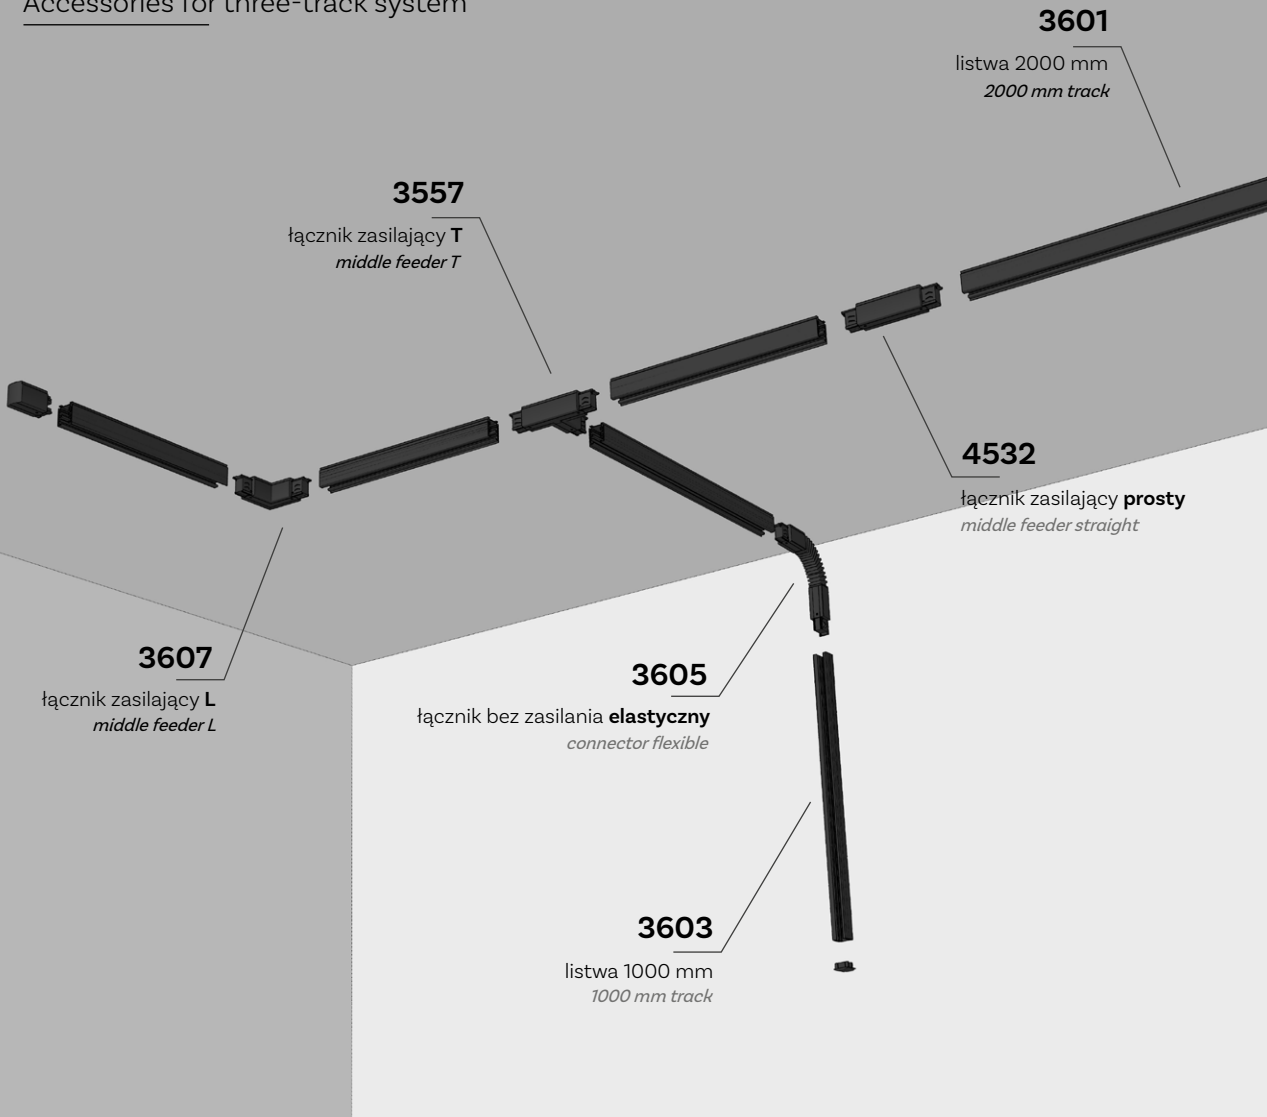 Accessories for three-track system
3601
listwa 2000 mm
2000 mm track
3557
łącznik zasilający T
middle feeder T
4532
łącznik zasilający prosty
middle feeder straight
3607
łącznik zasilający L
middle feeder L
3605
łącznik bez zasilania elastyczny
connector flexible
3603
listwa 1000 mm
1000 mm track